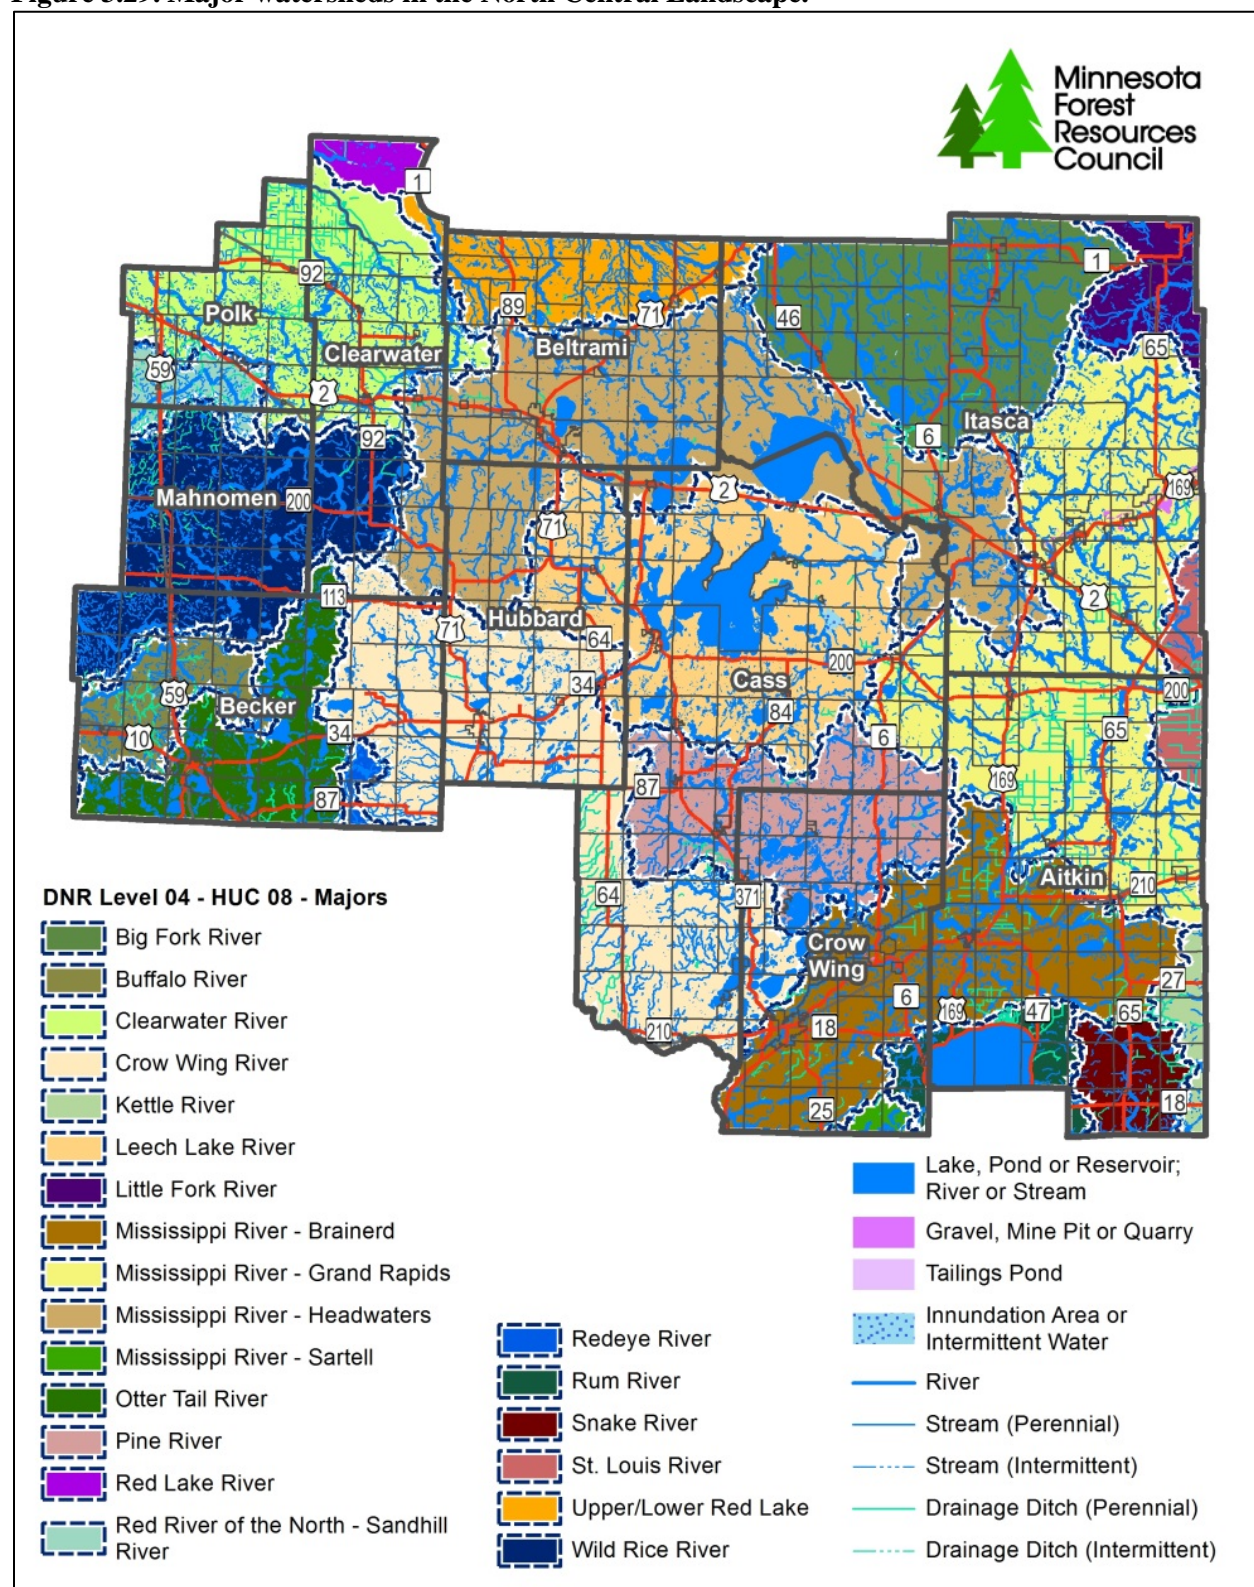 Figure 3.29. Major watersheds in the North Central Landscape.
Minnesota
Forest
Resources
Council
1
92
89
71
46
1
Polk
Clearwater
Beltrami
65
59
2
92
6
Itasca
Mahnomen
200
2
169
71
113
71
Hubbard
64
2
200
34
Cass
200
59
Becker
84
65
10
34
6
169
87
87
Aitkin
210
64
371
Crow
Wing
27
6
169
47
65
210
18
25
18
DNR Level 04 - HUC 08 - Majors
Big Fork River
Buffalo River
Clearwater River
Crow Wing River
Kettle River
Leech Lake River
Little Fork River
Mississippi River - Brainerd
Mississippi River - Grand Rapids
Mississippi River - Headwaters
Mississippi River - Sartell
Otter Tail River
Pine River
Red Lake River
Red River of the North - Sandhill
River
Redeye River
Rum River
Snake River
St. Louis River
Upper/Lower Red Lake
Wild Rice River
Lake, Pond or Reservoir;
River or Stream
Gravel, Mine Pit or Quarry
Tailings Pond
Innundation Area or
Intermittent Water
River
Stream (Perennial)
Stream (Intermittent)
Drainage Ditch (Perennial)
Drainage Ditch (Intermittent)